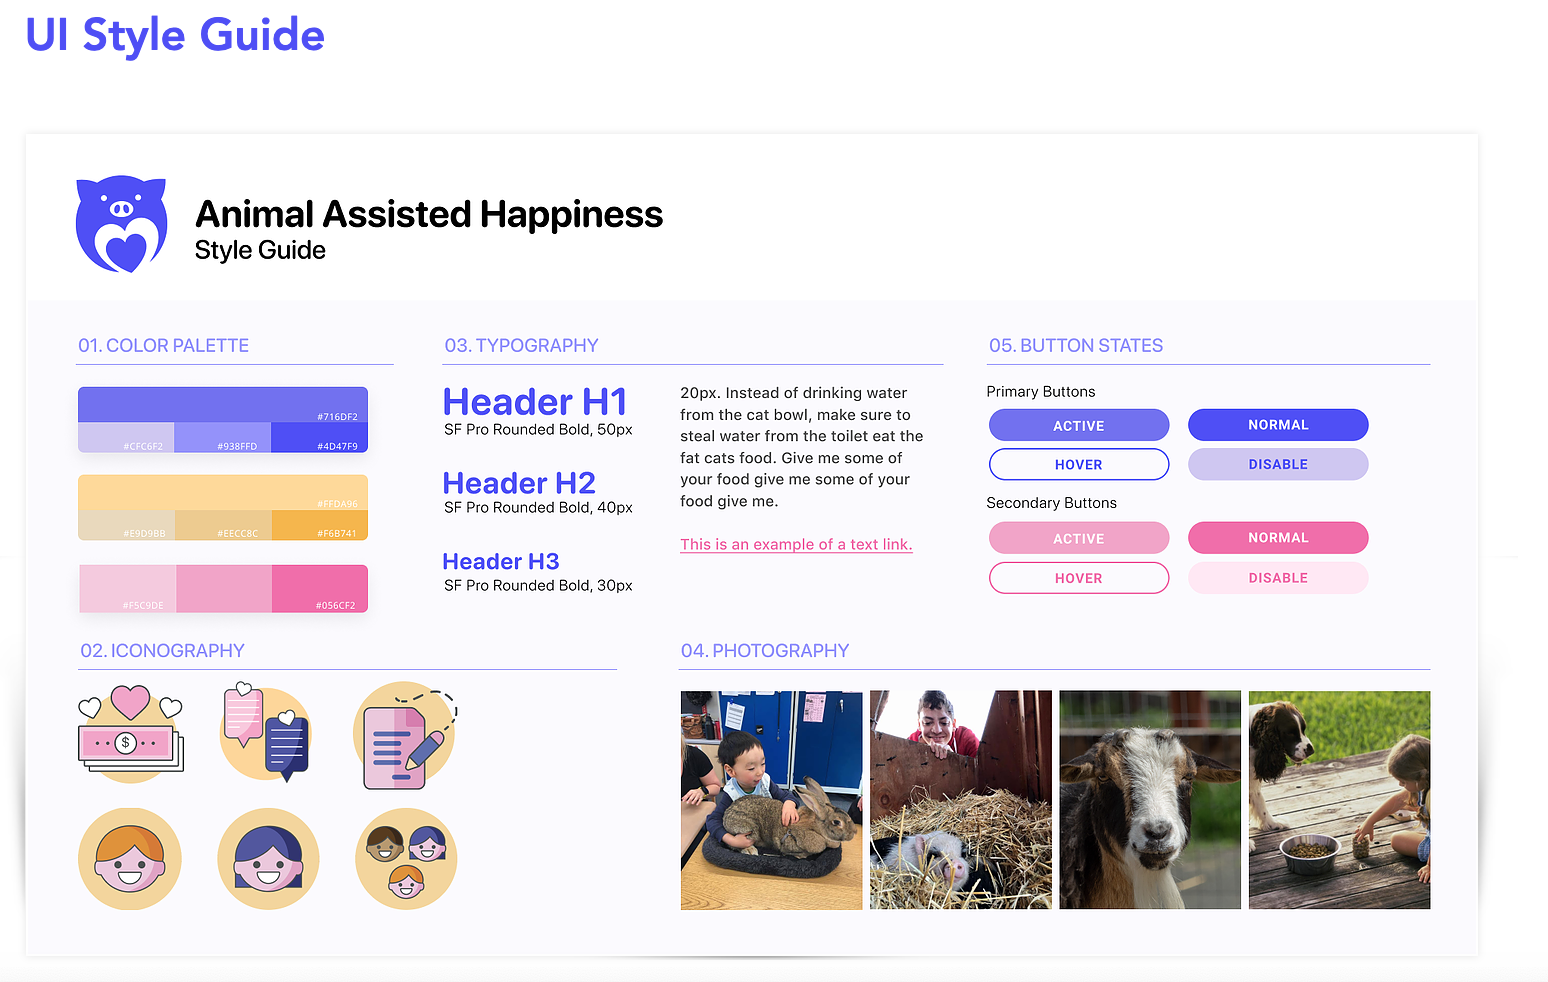 UI Style Guide
Animal Assisted Happiness
Style Guide
01. COLOR PALETTE
#716DF2
#CFC6F2
#938FFD
#4D47F9
#FFDA96
#E9D9BB
#EECC8C
#F6B741
#F5C9DE
#056CF2
03. TYPOGRAPHY
Header H1
SF Pro Rounded Bold, 50px
Header H2
SF Pro Rounded Bold, 40px
Header H3
SF Pro Rounded Bold, 30px
20px. Instead of drinking water
from the cat bowl, make sure to
steal water from the toilet eat the
fat cats food. Give me some of
your food give me some of your
food give me.
This is an example of a text link.
05. BUTTON STATES
Primary Buttons
ACTIVE
NORMAL
HOVER
DISABLE
Secondary Buttons
ACTIVE
NORMAL
HOVER
DISABLE
02. ICONOGRAPHY
$
04. PHOTOGRAPHY